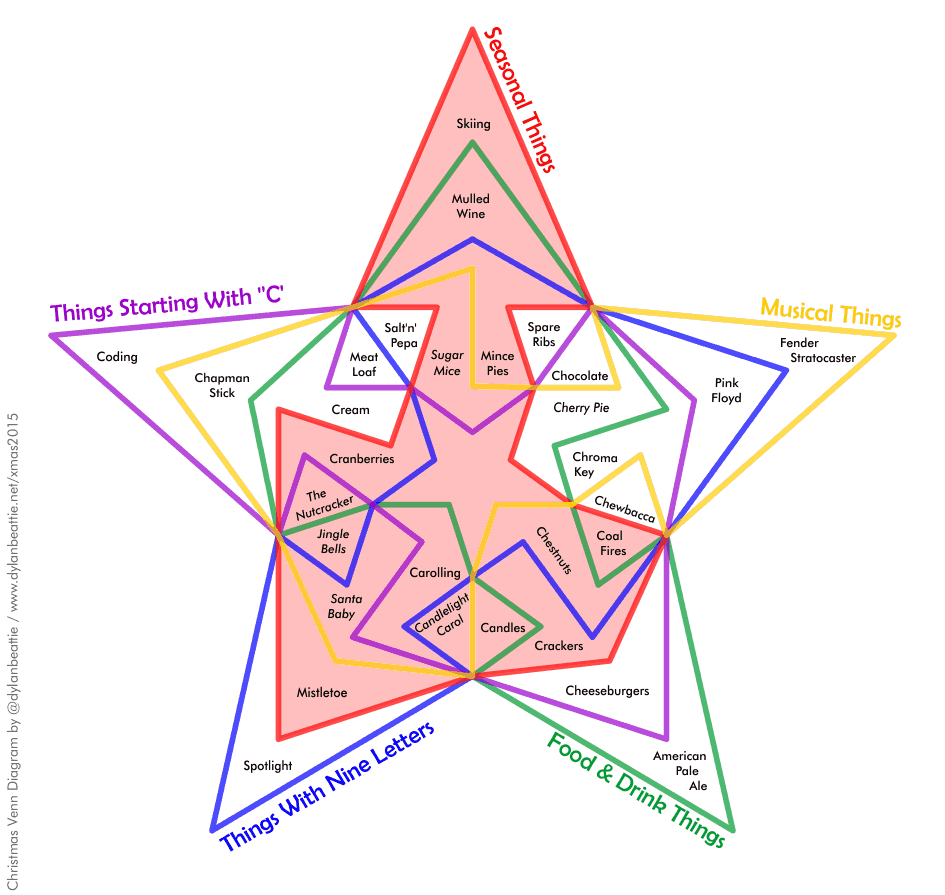 Seasonal Things
Skiing
Mulled
Wine
Things Starting With "C'
Musical Things
Coding
Chapman
Stick
Salt'n'
Pepa
Meat
Loaf
Sugar
Mice
Mince
Pies
Spare
Ribs
Chocolate
Fender
Stratocaster
Pink
Floyd
Cream
Cherry Pie
Cranberries
Chroma
Key
The
Nutcracker
Chewbacca
Jingle
Bells
Coal
Fires
Chestnuts
Carolling
Santa
Baby
Candlelight
Carol
Candles
Crackers
Mistletoe
Cheeseburgers
Spotlight
American
Pale
Ale
Things With Nine Letters
Food & Drink Things
Christmas Venn Diagram by @dylanbeattie / www.dylanbeattie.net/xmas2015